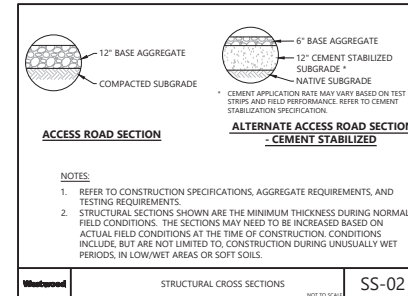 12" BASE AGGREGATE
COMPACTED SUBGRADE
ACCESS ROAD SECTION
6" BASE AGGREGATE
12" CEMENT STABILIZED
SUBGRADE *
NATIVE SUBGRADE
* CEMENT APPLICATION RATE MAY VARY BASED ON TEST
STRIPS AND FIELD PERFORMANCE. REFER TO CEMENT
STABILIZATION SPECIFICATION.
ALTERNATE ACCESS ROAD SECTION
- CEMENT STABILIZED
NOTES:
1. REFER TO CONSTRUCTION SPECIFICATIONS, AGGREGATE REQUIREMENTS, AND
TESTING REQUIREMENTS.
2. STRUCTURAL SECTIONS SHOWN ARE THE MINIMUM THICKNESS DURING NORMAL
FIELD CONDITIONS. THE SECTIONS MAY NEED TO BE INCREASED BASED ON
ACTUAL FIELD CONDITIONS AT THE TIME OF CONSTRUCTION. CONDITIONS
INCLUDE, BUT ARE NOT LIMITED TO, CONSTRUCTION DURING UNUSUALLY WET
PERIODS, IN LOW/WET AREAS OR SOFT SOILS.
Westwood
STRUCTURAL CROSS SECTIONS
NOT TO SCALE
SS-02